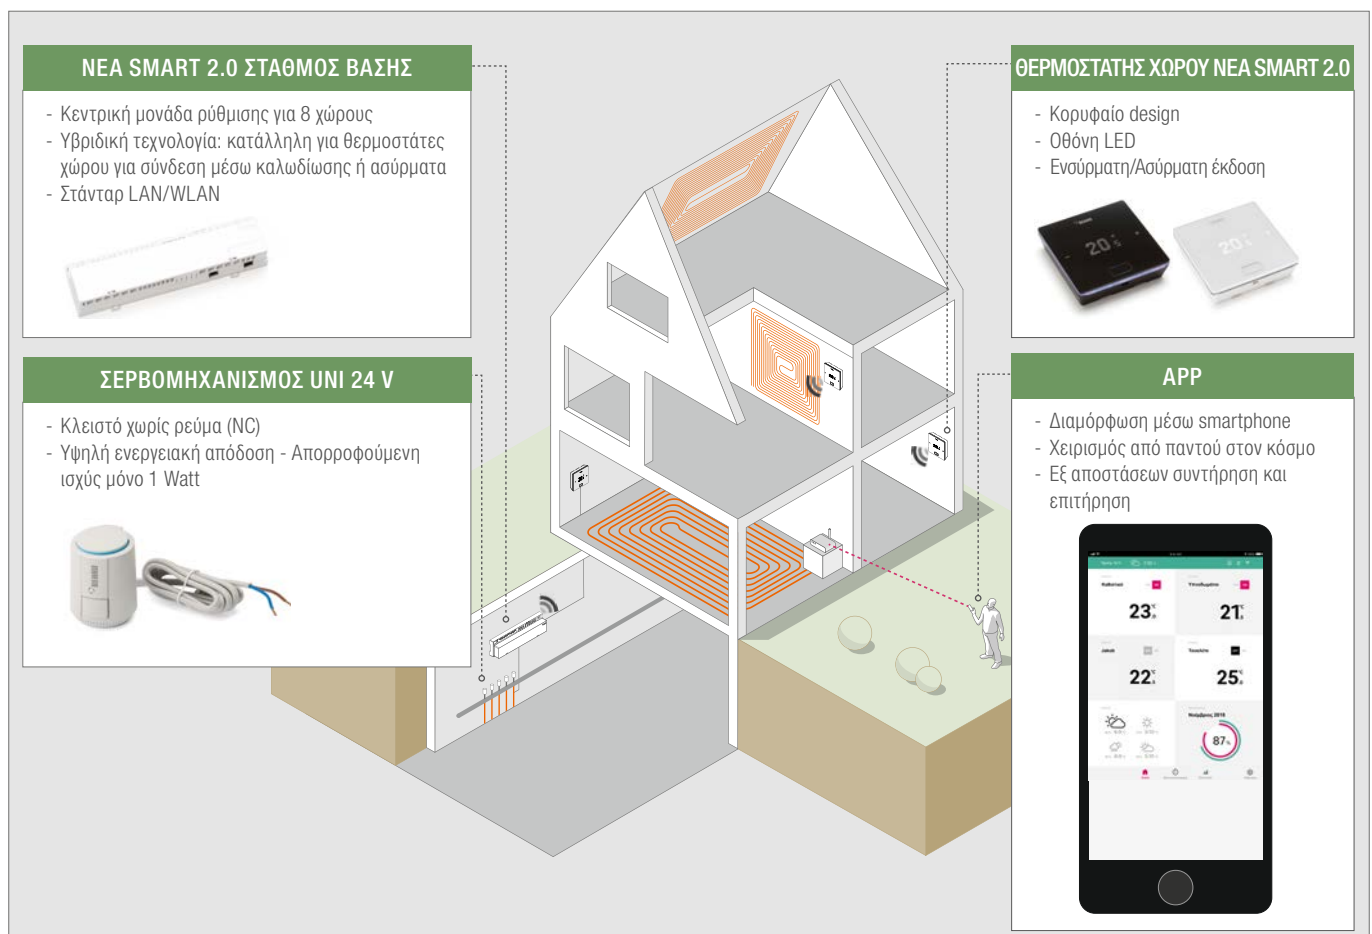 NEA SMART 2.0 ΣΤΑΘΜΟΣ ΒΑΣΗΣ
- Κεντρική μονάδα ρύθμισης για 8 χώρους
- Υβριδική τεχνολογία: κατάλληλη για θερμοστάτες
χώρου για σύνδεση μέσω καλωδίωσης ή ασύρματα
- Στάνταρ LAN/WLAN
ΣΕΡΒΟΜΗΧΑΝΙΣΜΟΣ UNI 24 V
- Κλειστό χωρίς ρεύμα (NC)
- Υψηλή ενεργειακή απόδοση - Απορροφούμενη
ισχύς μόνο 1 Watt
ΘΕΡΜΟΣΤΑΤΗΣ ΧΩΡΟΥ NEA SMART 2.0
- Κορυφαίο design
- Οθόνη LED
- Ενσύρματη/Ασύρματη έκδοση
APP
- Διαμόρφωση μέσω smartphone
- Χειρισμός από παντού στον κόσμο
- Εξ αποστάσεων συντήρηση και
επιτήρηση
23°
21°
22°
25°
Νοέμβριος 2018
87%